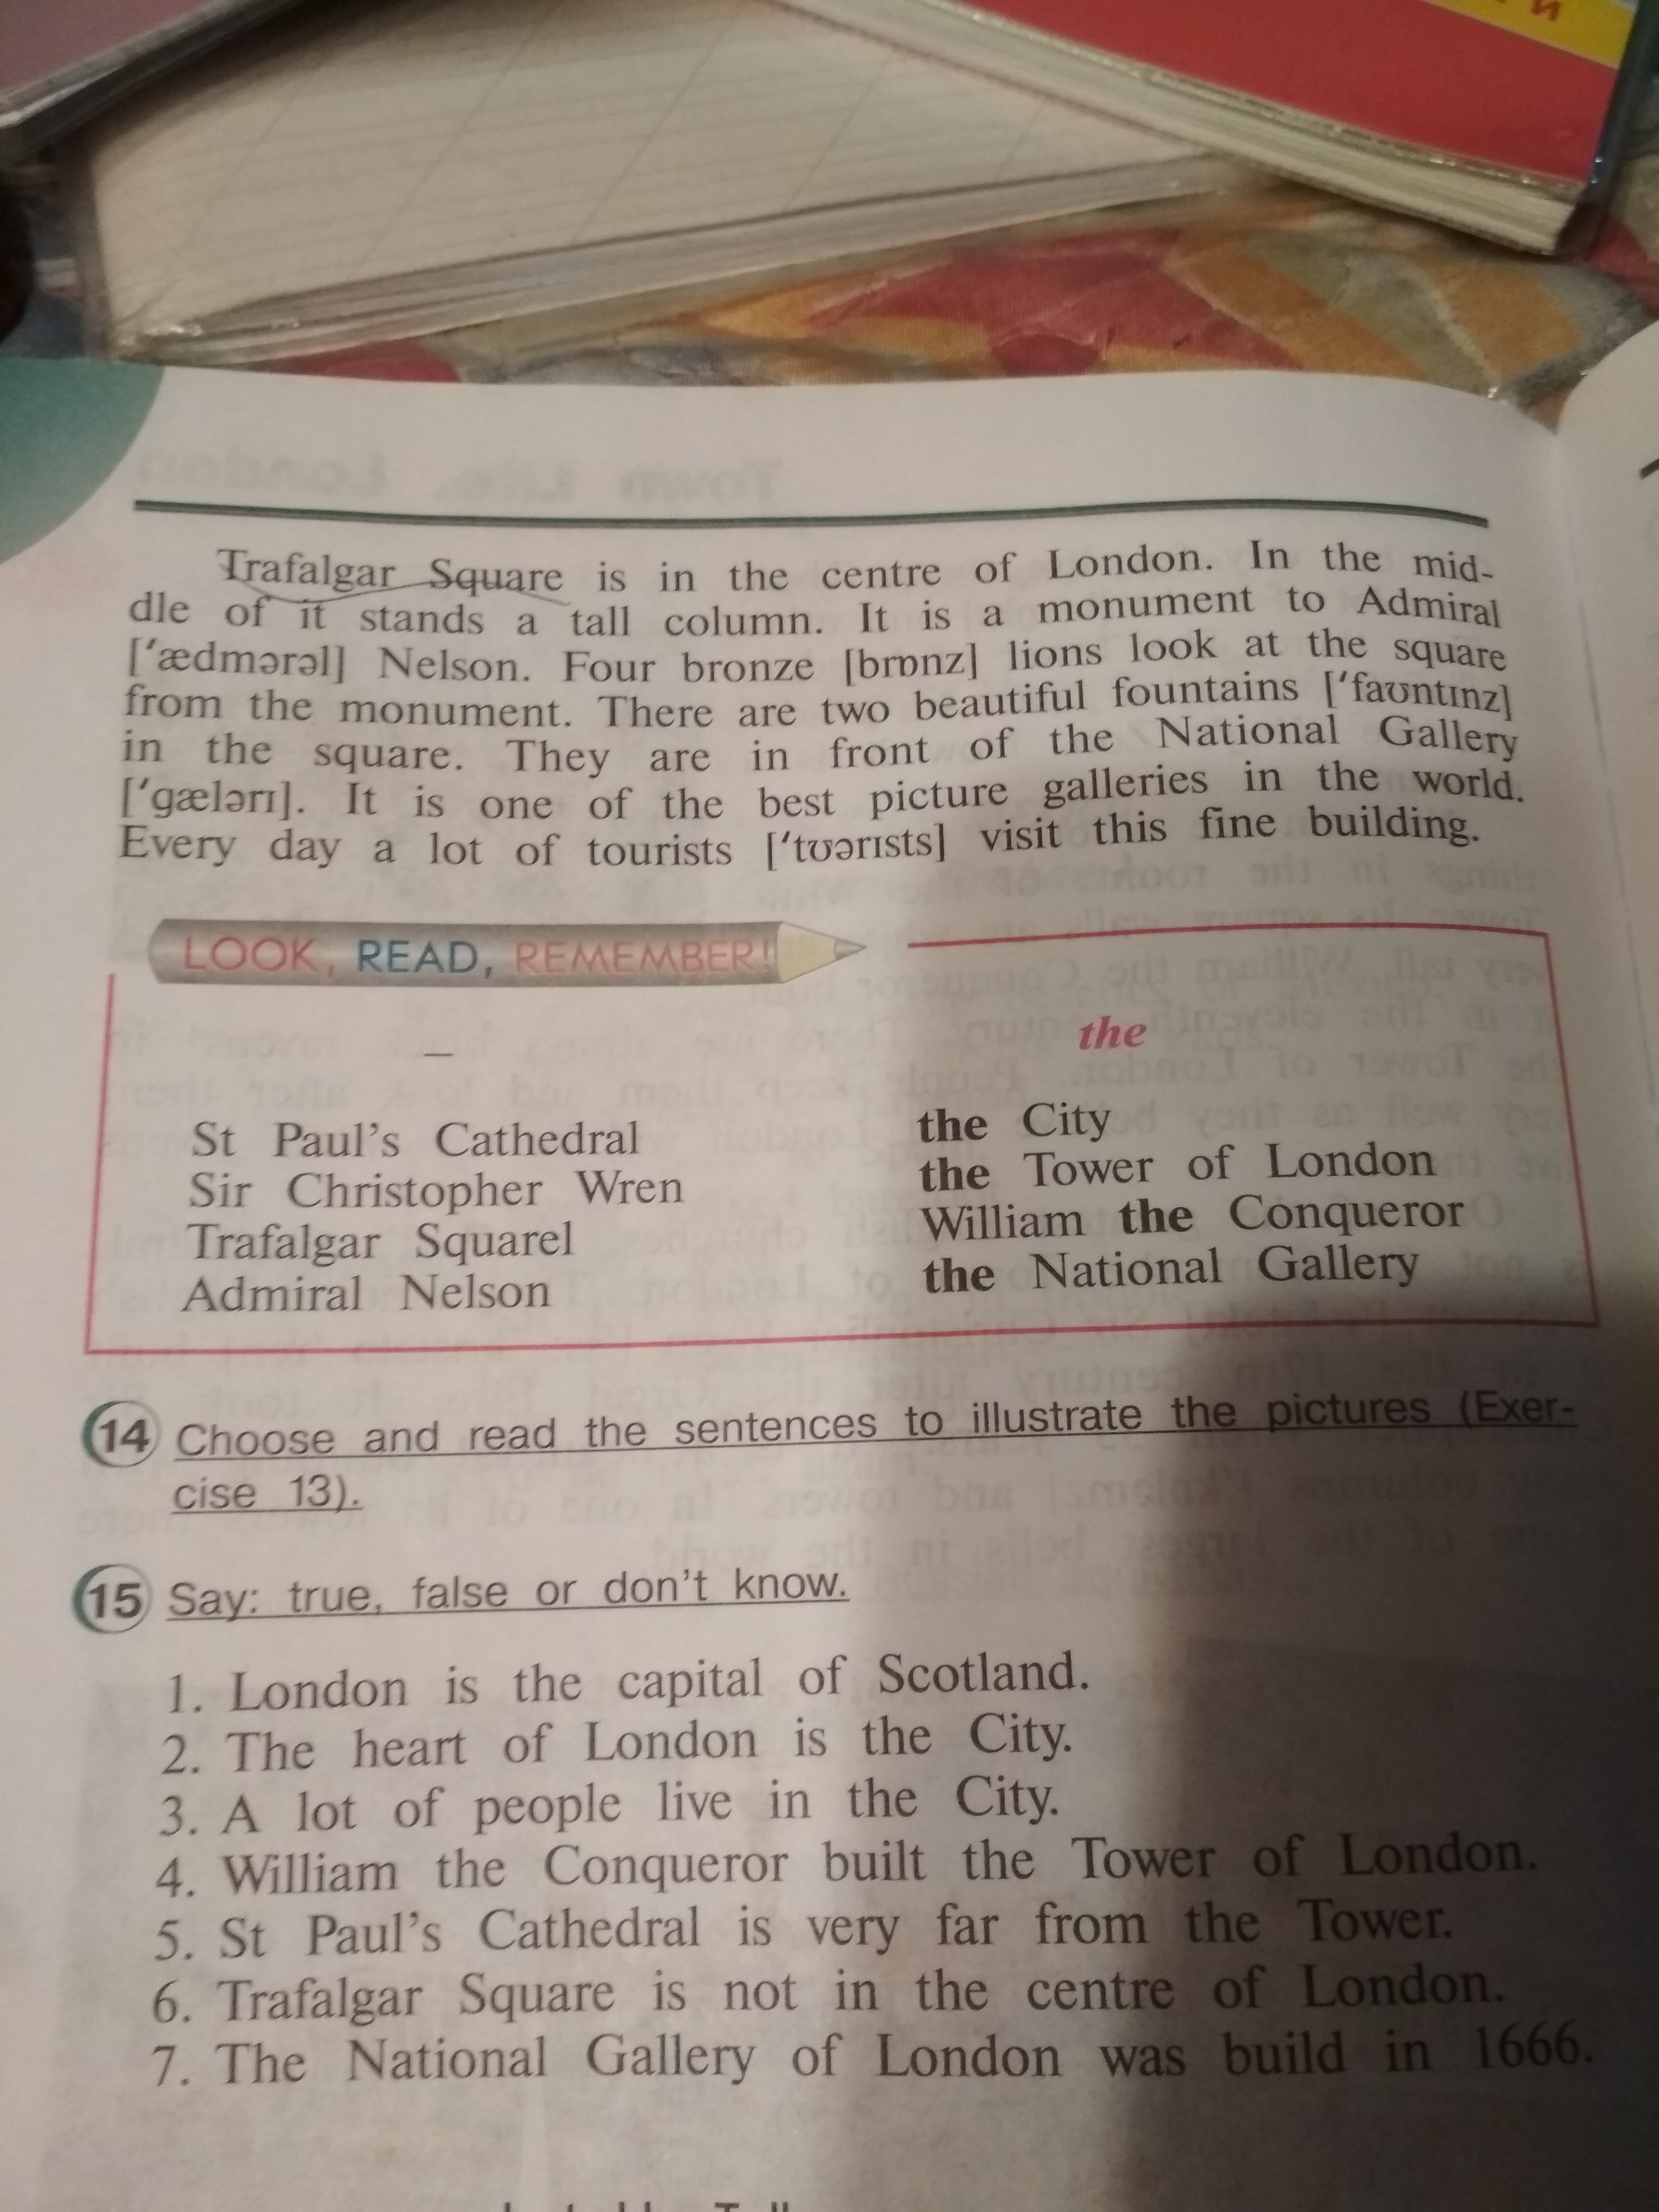 Trafalgar Square is in the centre of London. In the mid-
dle of it stands a tall column. It is a monument to Admiral
[ˈædmərəl] Nelson. Four bronze [brɒnz] lions look at the square
from the monument. There are two beautiful fountains [ˈfaʊntɪnz]
in the square. They are in front of the National Gallery
[ˈgælərɪ]. It is one of the best picture galleries in the world.
Every day a lot of tourists [ˈtʊərɪsts] visit this fine building.
LOOK, READ, REMEMBER!
–
St Paul's Cathedral
Sir Christopher Wren
Trafalgar Squarel
Admiral Nelson
the
the City
the Tower of London
William the Conqueror
the National Gallery
14 Choose and read the sentences to illustrate the pictures (Exer-
cise 13).
15 Say: true, false or don't know.
1. London is the capital of Scotland.
2. The heart of London is the City.
3. A lot of people live in the City.
4. William the Conqueror built the Tower of London.
5. St Paul's Cathedral is very far from the Tower.
6. Trafalgar Square is not in the centre of London.
7. The National Gallery of London was build in 1666.